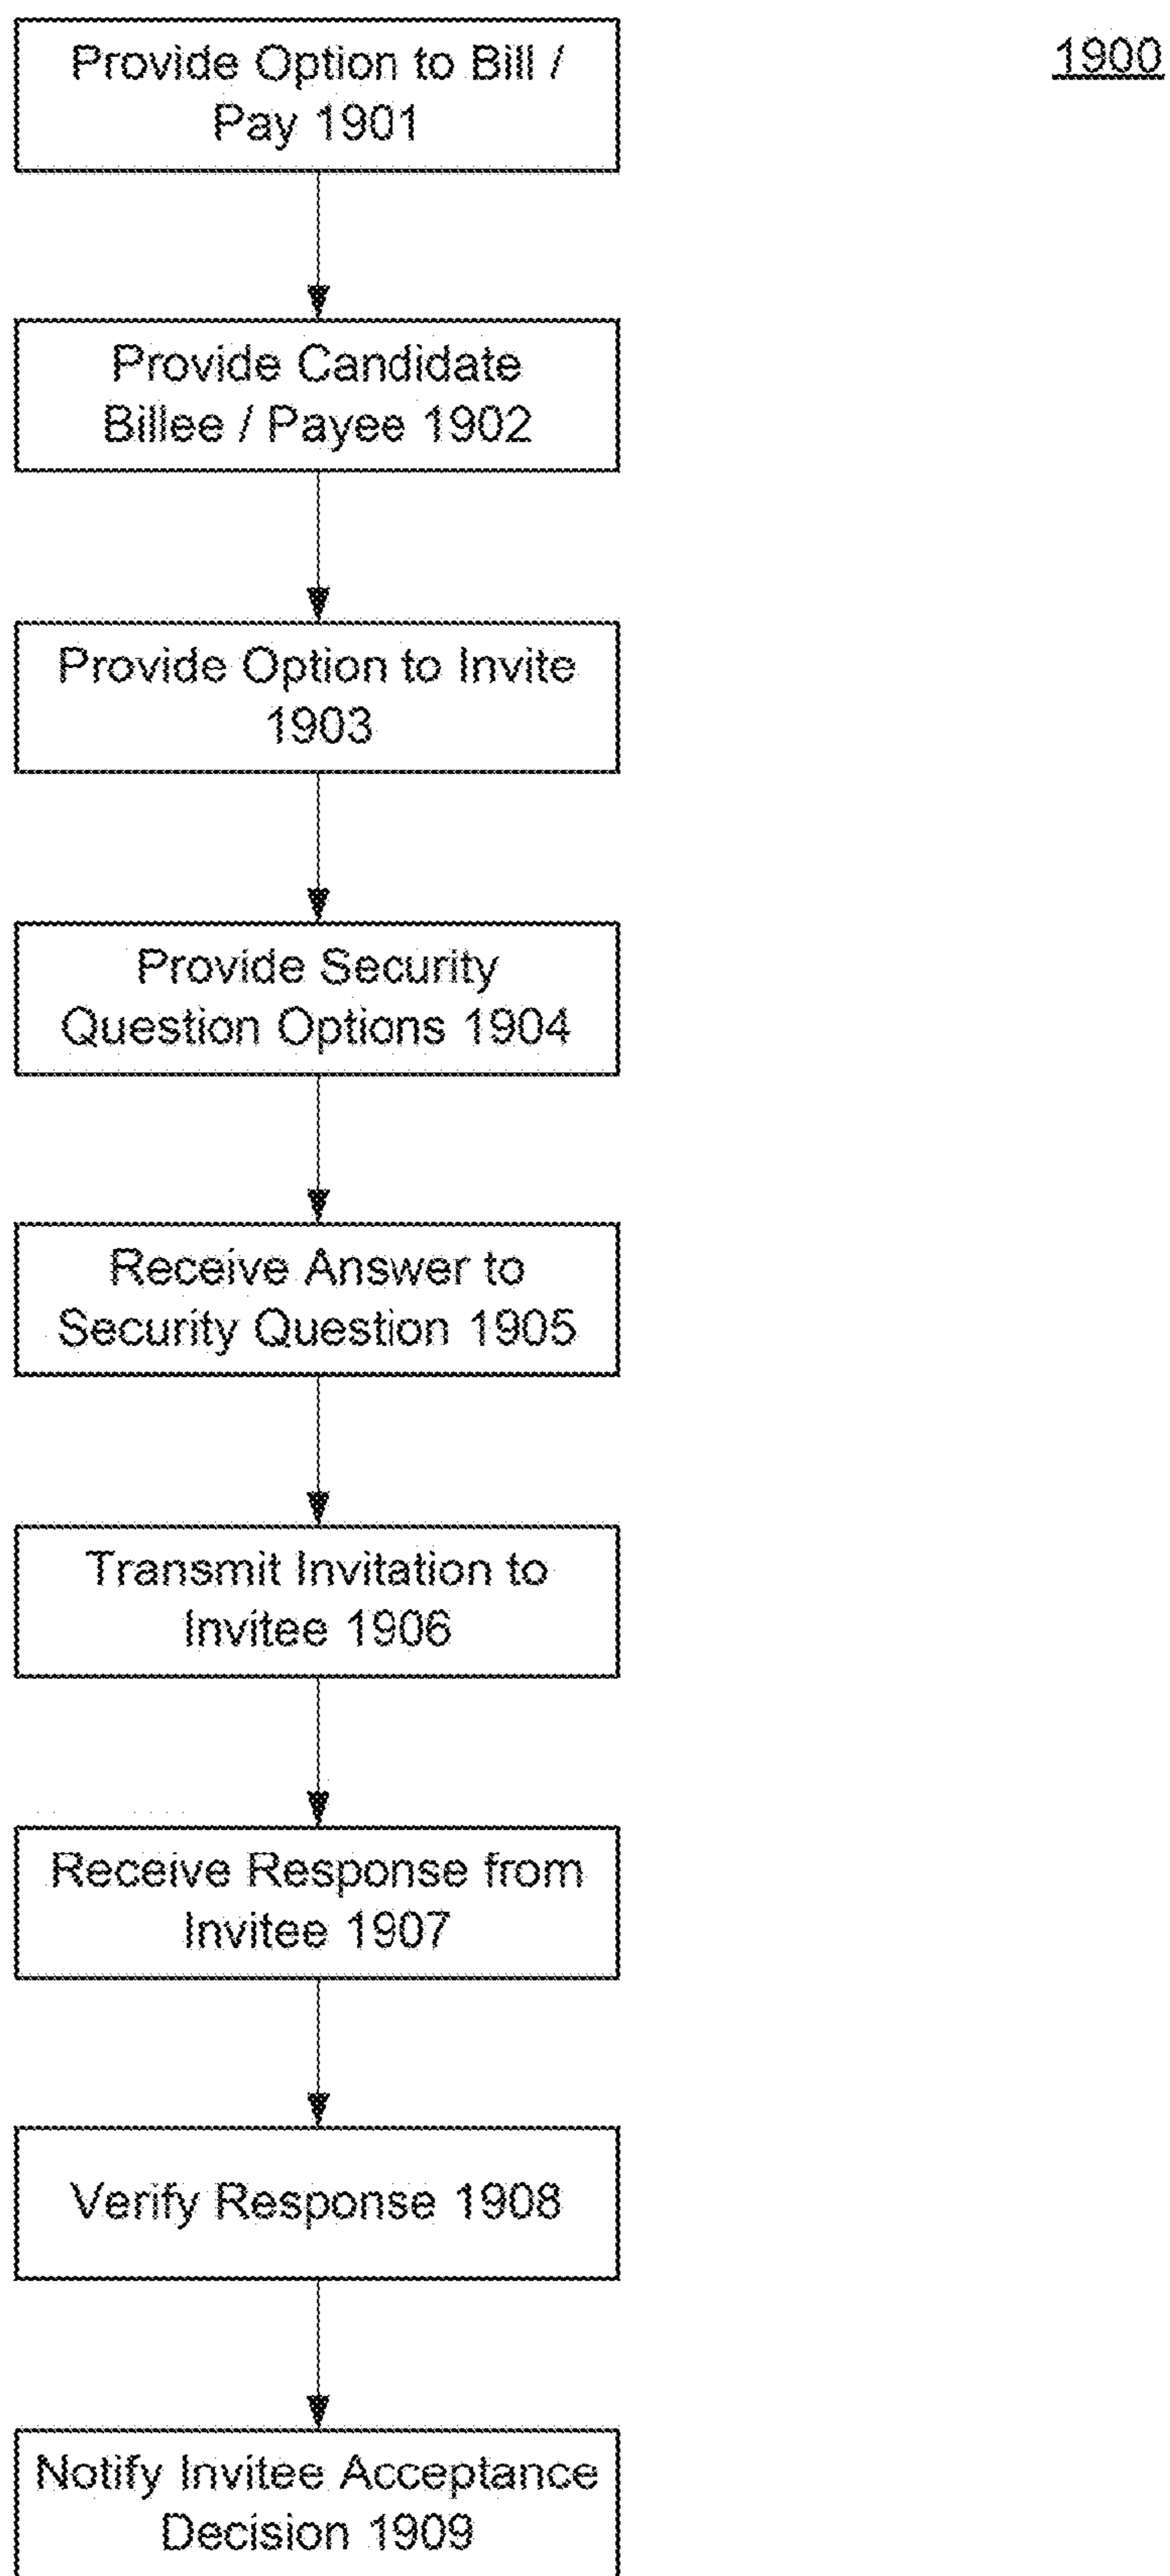 Provide Option to Bill /
Pay 1901
1900
Provide Candidate
Billee / Payee 1902
Provide Option to Invite
1903
Provide Security
Question Options 1904
Receive Answer to
Security Question 1905
Transmit Invitation to
Invitee 1906
Receive Response from
Invitee 1907
Verify Response 1908
Notify Invitee Acceptance
Decision 1909